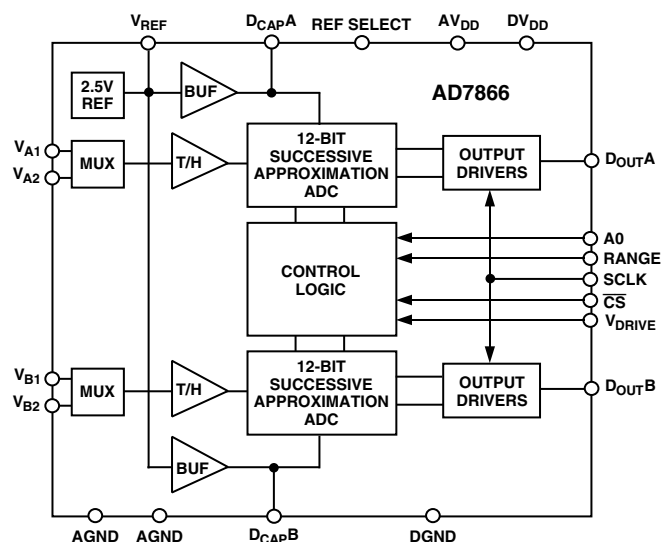 VREF
DCAPA
REF SELECT
AVDD
DVDD
2.5V
REF
BUF
AD7866
VA1
VA2
MUX
T/H
12-BIT
SUCCESSIVE
APPROXIMATION
ADC
OUTPUT
DRIVERS
DOUTA
CONTROL
LOGIC
A0
RANGE
SCLK
CS
VDRIVE
VB1
VB2
MUX
T/H
12-BIT
SUCCESSIVE
APPROXIMATION
ADC
OUTPUT
DRIVERS
DOUTB
BUF
AGND
AGND
DCAPB
DGND